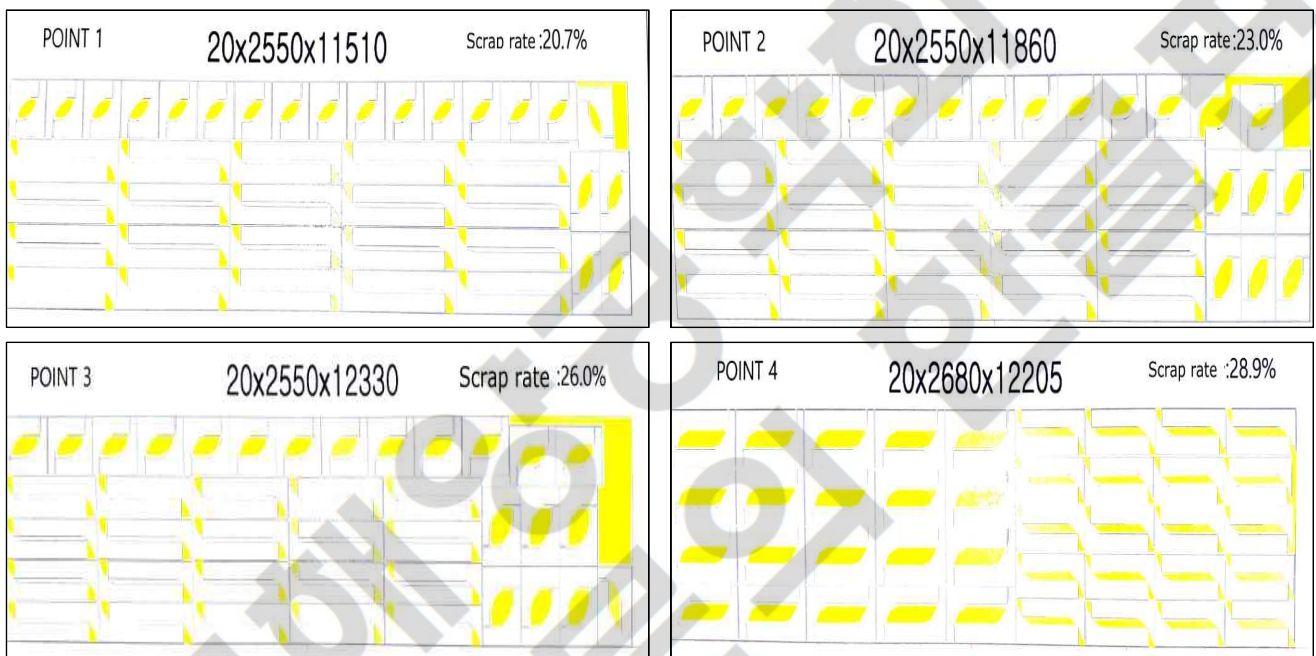 POINT 1 20x2550x11510 Scrap rate:20.7%
POINT 2 20x2550x11860 Scrap rate:23.0%
POINT 3 20x2550x12330 Scrap rate :26.0%
POINT 4 20x2680x12205 Scrap rate :28.9%